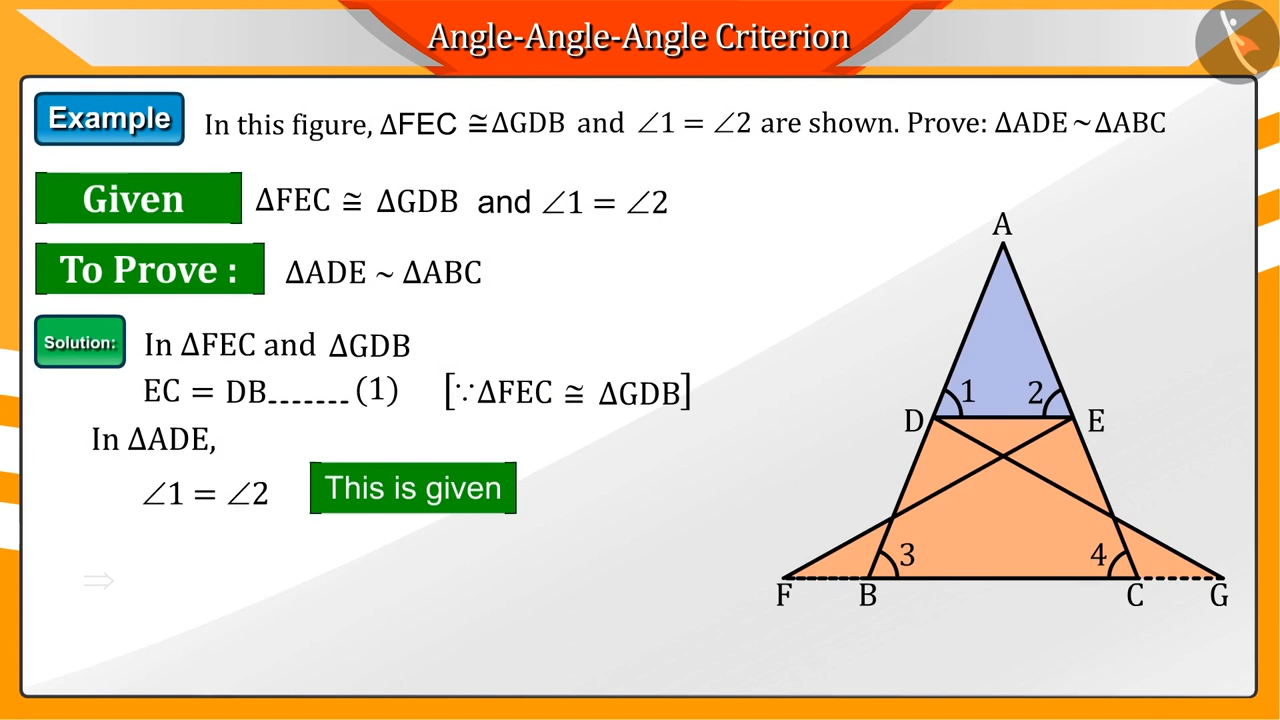 Angle-Angle-Angle Criterion
Example In this figure, ΔFEC ≅ ΔGDB and ∠1 = ∠2 are shown. Prove: ΔADE ~ ΔABC
Given ΔFEC ≅ ΔGDB and ∠1 = ∠2
To Prove : ΔADE ~ ΔABC
Solution: In ΔFEC and ΔGDB
EC = DB------- (1) [∵ ΔFEC ≅ ΔGDB]
In ΔADE,
∠1 = ∠2 This is given
⇒
A
1 2
D E
3 4
F B C G